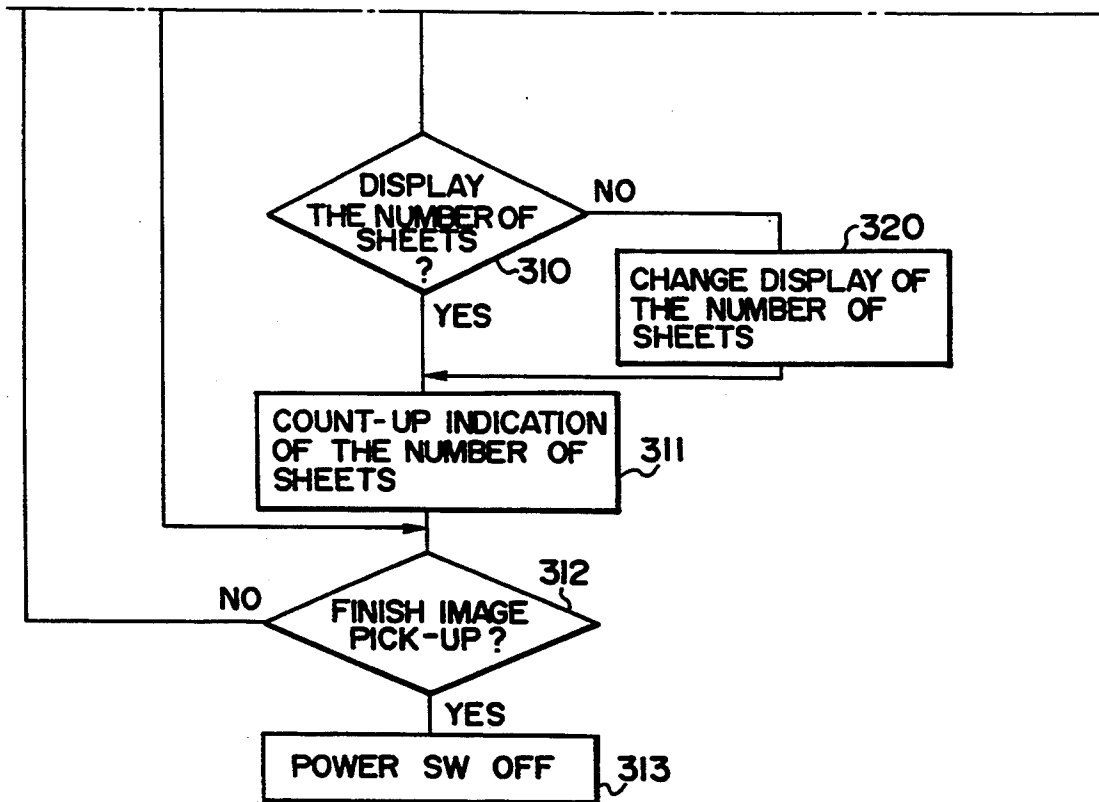 DISPLAY
THE NUMBER OF
SHEETS
?
310
NO
YES
320
CHANGE DISPLAY OF
THE NUMBER OF
SHEETS
COUNT-UP INDICATION
OF THE NUMBER OF
SHEETS
311
312
NO
FINISH IMAGE
PICK-UP ?
YES
POWER SW OFF
313